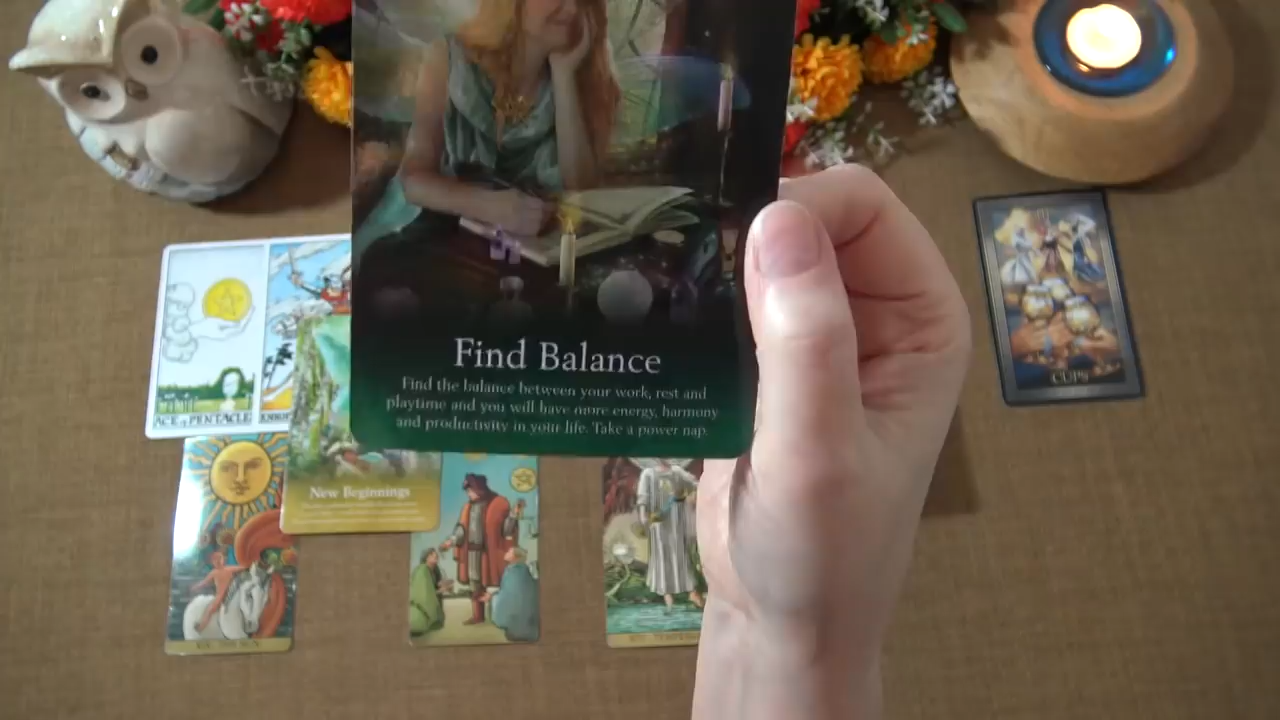 Find Balance
Find the balance between your work, rest and
playtime and you will have more energy, harmony
and productivity in your life. Take a power nap.
III
CUPS
ACE of PENTACLE
New Beginnings